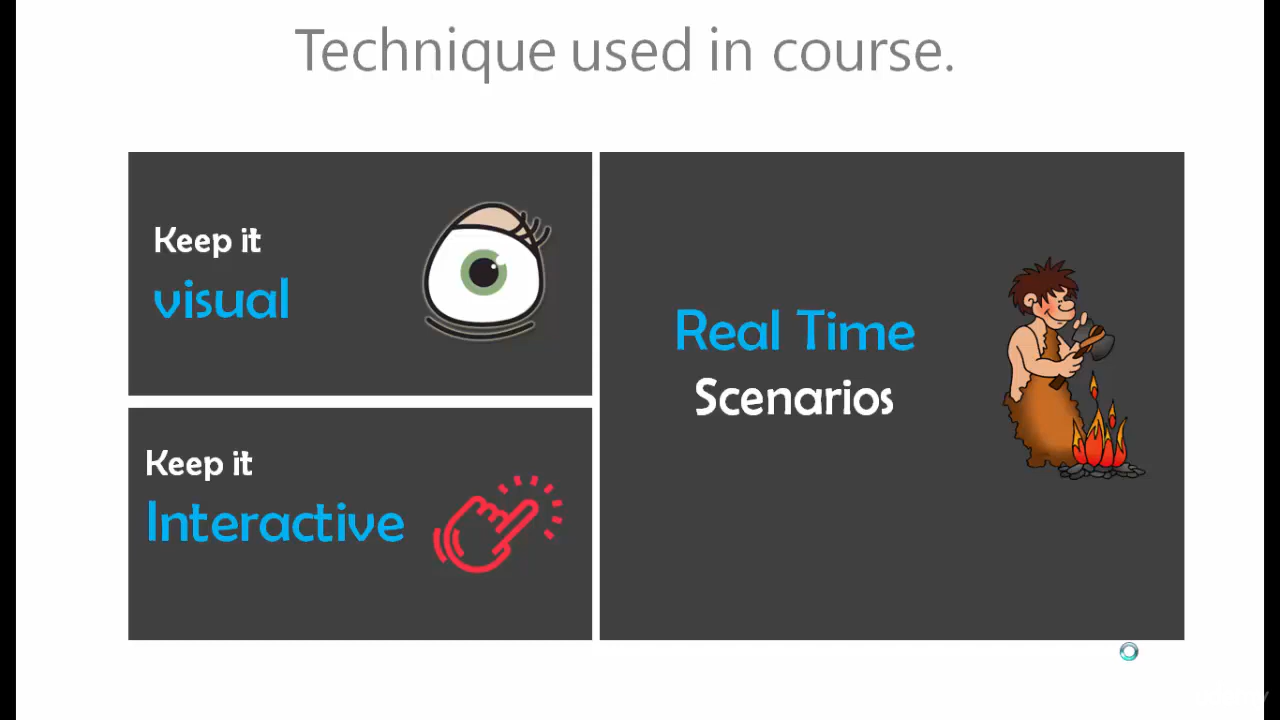 Technique used in course.
Keep it
visual
Real Time
Scenarios
Keep it
Interactive